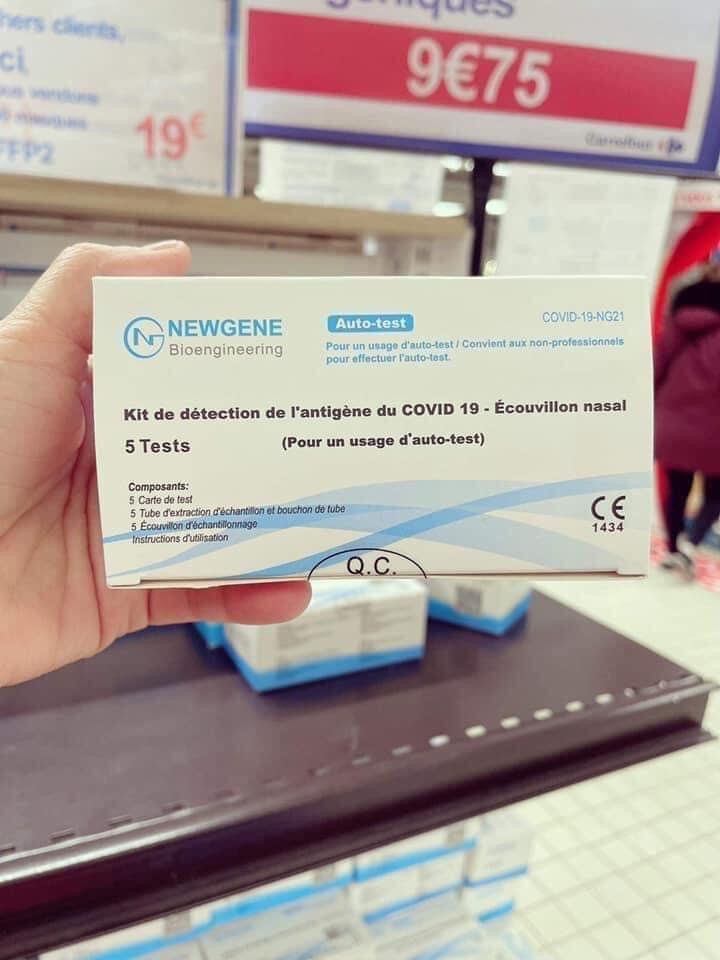 géniques
9€75
Carrefour
clients,
19€
FFP2
NEWGENE
Bioengineering
Auto-test
COVID-19-NG21
Pour un usage d'auto-test / Convient aux non-professionnels
pour effectuer l'auto-test.
Kit de détection de l'antigène du COVID 19 - Écouvillon nasal
5 Tests
(Pour un usage d'auto-test)
Composants:
5 Carte de test
5 Tube d'extraction d'échantillon et bouchon de tube
5 Écouvillon d'échantillonnage
Instructions d'utilisation
CE
1434
Q.C.